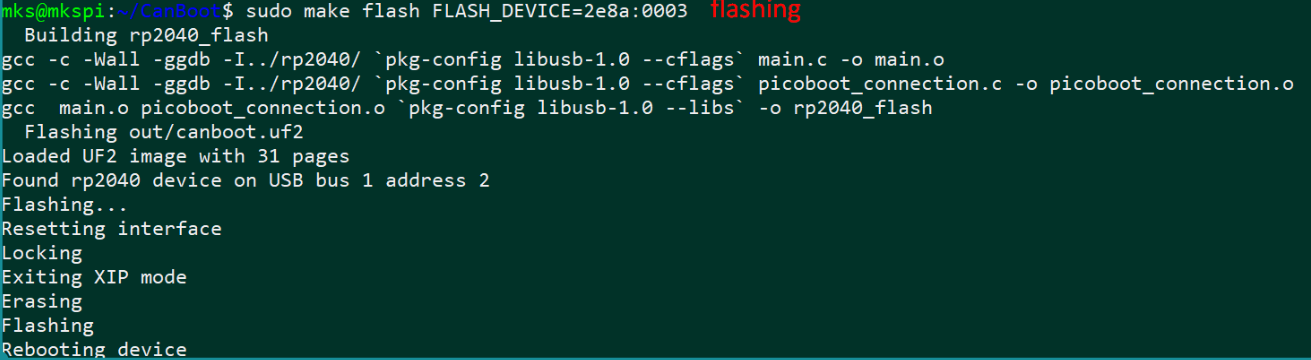 mks@mkspi:~/CanBoot$ sudo make flash FLASH_DEVICE=2e8a:0003 flashing
Building rp2040_flash
gcc -c -Wall -ggdb -I../rp2040/ `pkg-config libusb-1.0 --cflags` main.c -o main.o
gcc -c -Wall -ggdb -I../rp2040/ `pkg-config libusb-1.0 --cflags` picoboot_connection.c -o picoboot_connection.o
gcc  main.o picoboot_connection.o `pkg-config libusb-1.0 --libs` -o rp2040_flash
Flashing out/canboot.uf2
Loaded UF2 image with 31 pages
Found rp2040 device on USB bus 1 address 2
Flashing...
Resetting interface
Locking
Exiting XIP mode
Erasing
Flashing
Rebooting device